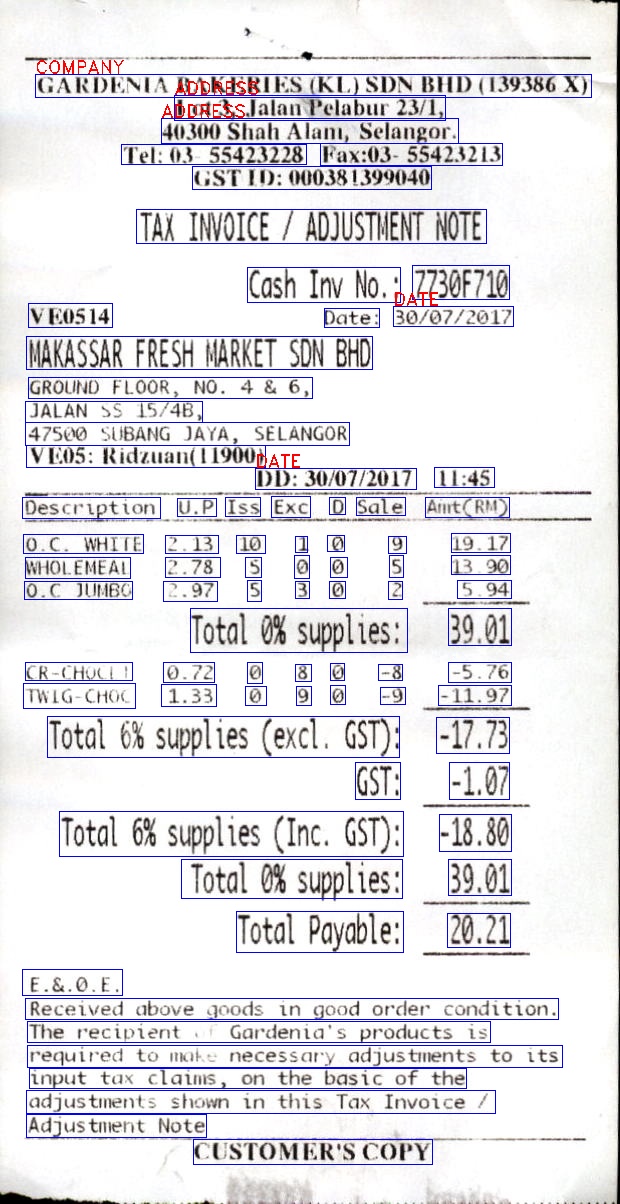 COMPANY
GARDENIA BAKERIES (KL) SDN BHD (139386 X)
ADDRESS
Lot 3, Jalan Pelabur 23/1,
ADDRESS
40300 Shah Alam, Selangor.
Tel: 03- 55423228 Fax:03- 55423213
GST ID: 000381399040
TAX INVOICE / ADJUSTMENT NOTE
Cash Inv No.: 7730F710
DATE
VE0514 Date: 30/07/2017
MAKASSAR FRESH MARKET SDN BHD
GROUND FLOOR, NO. 4 & 6,
JALAN SS 15/4B,
47500 SUBANG JAYA, SELANGOR
VE05: Ridzuan(11900)
DATE
DD: 30/07/2017 11:45
Description U.P Iss Exc D Sale Amt(RM)
O.C. WHITE 2.13 10 1 0 9 19.17
WHOLEMEAL 2.78 5 0 0 5 13.90
O.C JUMBO 2.97 5 3 0 2 5.94
Total 0% supplies: 39.01
0.72 0 8 0 -8 -5.76
TWIG-CHOC 1.33 0 9 0 -9 -11.97
Total 6% supplies (excl. GST): -17.73
GST: -1.07
Total 6% supplies (Inc. GST): -18.80
Total 0% supplies: 39.01
Total Payable: 20.21
E.&.O.E.
Received above goods in good order condition.
The recipient of Gardenia's products is
required to make necessary adjustments to its
input tax claims, on the basic of the
adjustments shown in this Tax Invoice /
Adjustment Note
CUSTOMER'S COPY